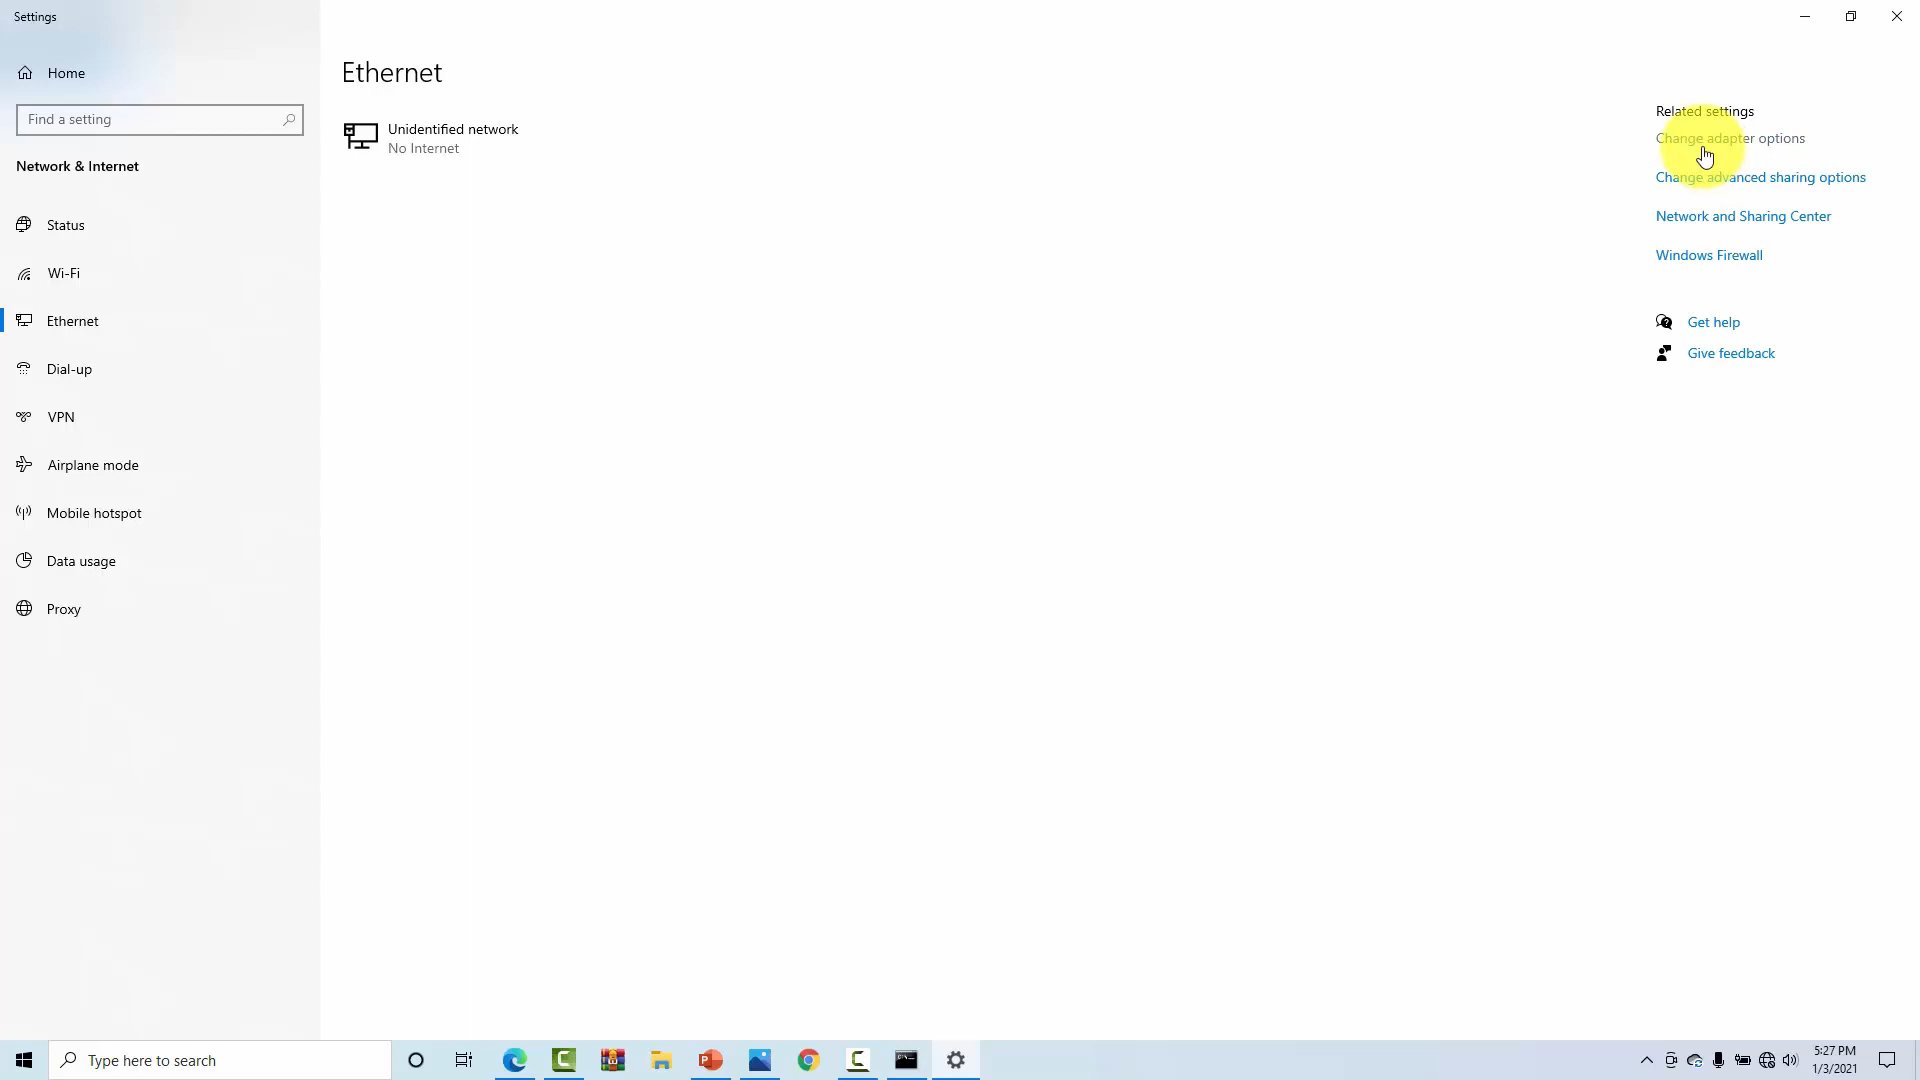 Settings
Home
Find a setting
Network & Internet
Status
Wi-Fi
Ethernet
Dial-up
VPN
Airplane mode
Mobile hotspot
Data usage
Proxy
Ethernet
Unidentified network
No Internet
Related settings
Change adapter options
Change advanced sharing options
Network and Sharing Center
Windows Firewall
Get help
Give feedback
Type here to search
5:27 PM
1/3/2021